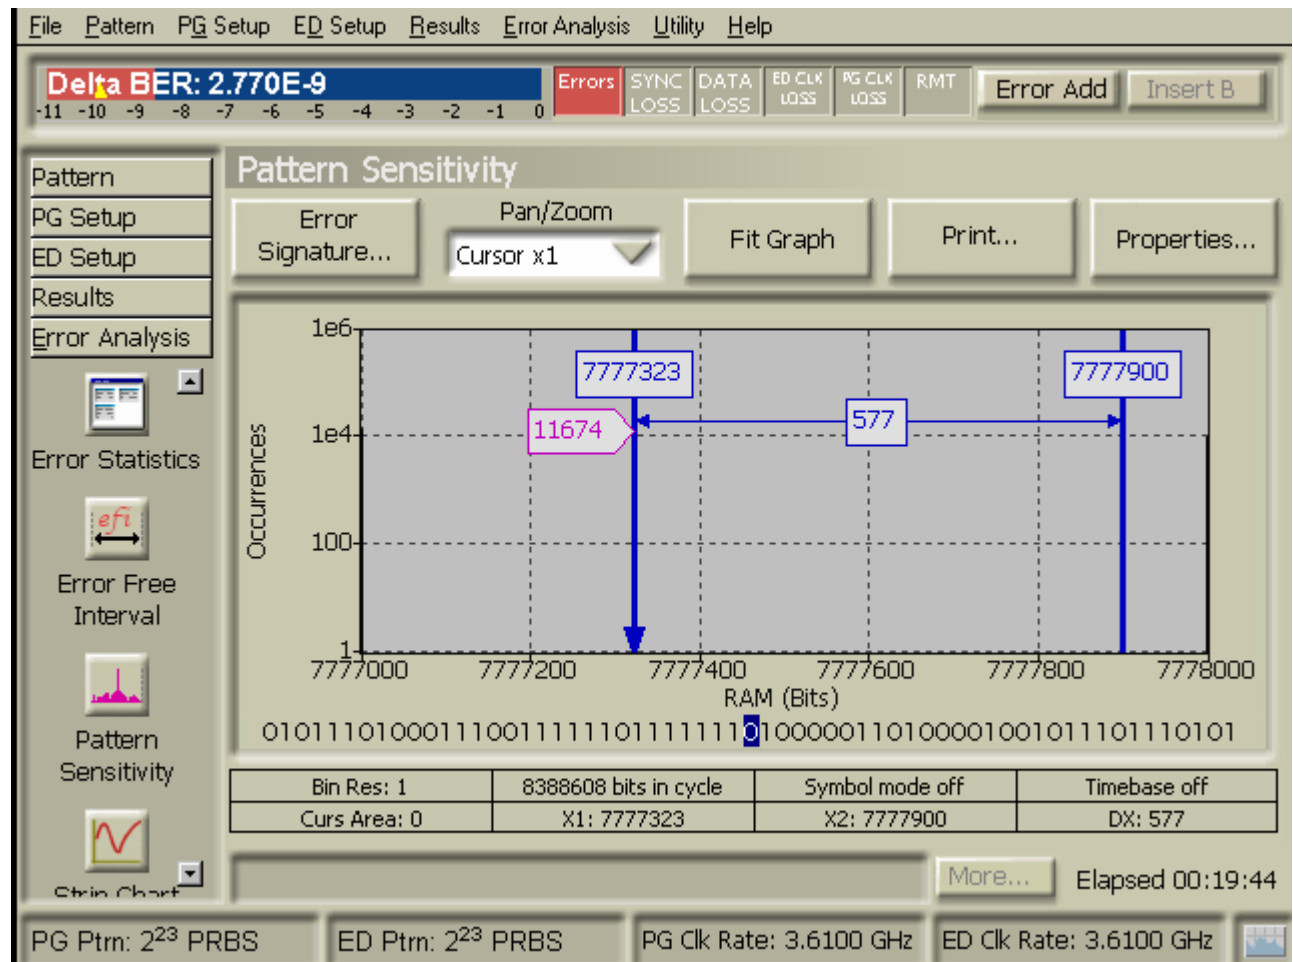 File Pattern PG Setup ED Setup Results Error Analysis Utility Help
Delta BER: 2.770E-9
-11 -10 -9 -8 -7 -6 -5 -4 -3 -2 -1 0
Errors
SYNC LOSS
DATA LOSS
ED CLK LOSS
PG CLK LOSS
RMT
Error Add
Insert B
Pattern
PG Setup
ED Setup
Results
Error Analysis
Error Statistics
efi
Error Free
Interval
Pattern
Sensitivity
Strip Chart
Pattern Sensitivity
Error
Signature...
Pan/Zoom
Cursor x1
Fit Graph
Print...
Properties...
Occurrences
1e6
1e4
100
1
7777323
7777900
11674
577
7777000 7777200 7777400 7777600 7777800 7778000
RAM (Bits)
0101110100011100111111011111110100000110100001001011101110101
Bin Res: 1 8388608 bits in cycle Symbol mode off Timebase off
Curs Area: 0 X1: 7777323 X2: 7777900 DX: 577
More... Elapsed 00:19:44
PG Ptrn: 2²³ PRBS ED Ptrn: 2²³ PRBS PG Clk Rate: 3.6100 GHz ED Clk Rate: 3.6100 GHz